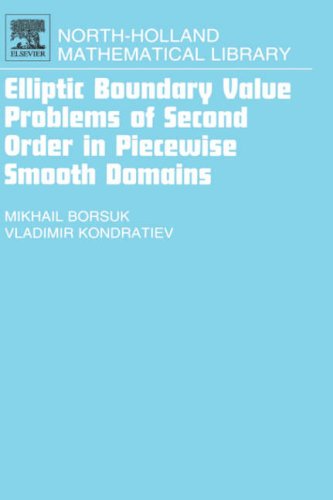 ELSEVIER
NORTH-HOLLAND
MATHEMATICAL LIBRARY
Elliptic Boundary Value
Problems of Second
Order in Piecewise
Smooth Domains
MIKHAIL BORSUK
VLADIMIR KONDRATIEV